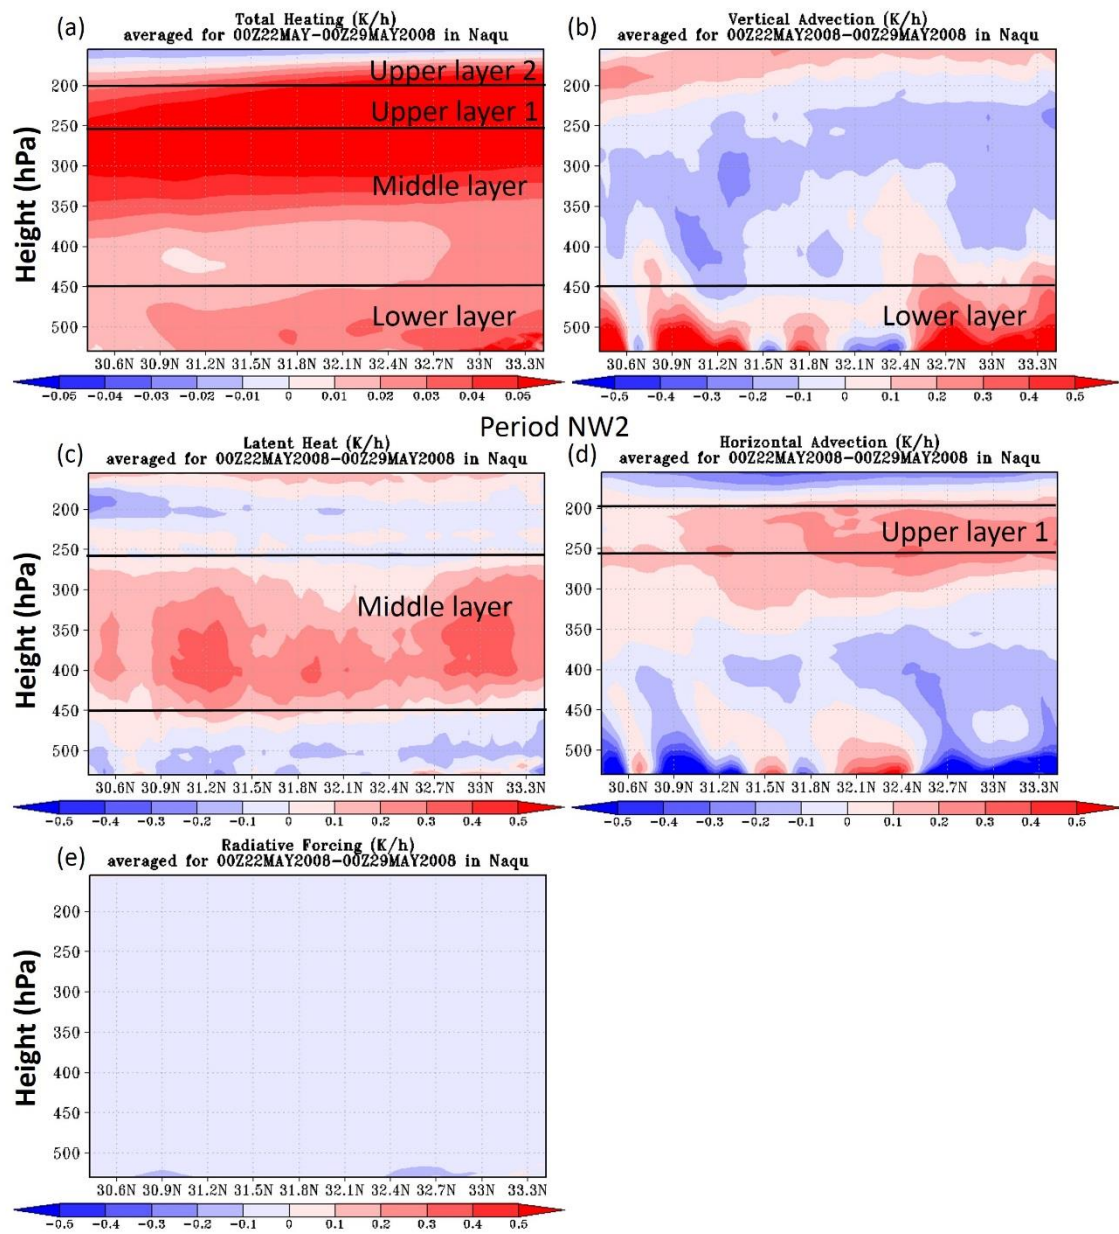 (a)
Total Heating (K/h)
averaged for 00Z22MAY-00Z29MAY2008 in Naqu
Height (hPa)
200
250
300
350
400
450
500
Upper layer 2
Upper layer 1
Middle layer
Lower layer
30.6N 30.9N 31.2N 31.5N 31.8N 32.1N 32.4N 32.7N 33N 33.3N
-0.05 -0.04 -0.03 -0.02 -0.01 0 0.01 0.02 0.03 0.04 0.05
(b)
Vertical Advection (K/h)
averaged for 00Z22MAY2008-00Z29MAY2008 in Naqu
200
250
300
350
400
450
500
Lower layer
30.6N 30.9N 31.2N 31.5N 31.8N 32.1N 32.4N 32.7N 33N 33.3N
-0.5 -0.4 -0.3 -0.2 -0.1 0 0.1 0.2 0.3 0.4 0.5
Period NW2
(c)
Latent Heat (K/h)
averaged for 00Z22MAY2008-00Z29MAY2008 in Naqu
Height (hPa)
200
250
300
350
400
450
500
Middle layer
30.6N 30.9N 31.2N 31.5N 31.8N 32.1N 32.4N 32.7N 33N 33.3N
-0.5 -0.4 -0.3 -0.2 -0.1 0 0.1 0.2 0.3 0.4 0.5
(d)
Horizontal Advection (K/h)
averaged for 00Z22MAY2008-00Z29MAY2008 in Naqu
200
250
300
350
400
450
500
Upper layer 1
30.6N 30.9N 31.2N 31.5N 31.8N 32.1N 32.4N 32.7N 33N 33.3N
-0.5 -0.4 -0.3 -0.2 -0.1 0 0.1 0.2 0.3 0.4 0.5
(e)
Radiative Forcing (K/h)
averaged for 00Z22MAY2008-00Z29MAY2008 in Naqu
Height (hPa)
200
250
300
350
400
450
500
30.6N 30.9N 31.2N 31.5N 31.8N 32.1N 32.4N 32.7N 33N 33.3N
-0.5 -0.4 -0.3 -0.2 -0.1 0 0.1 0.2 0.3 0.4 0.5